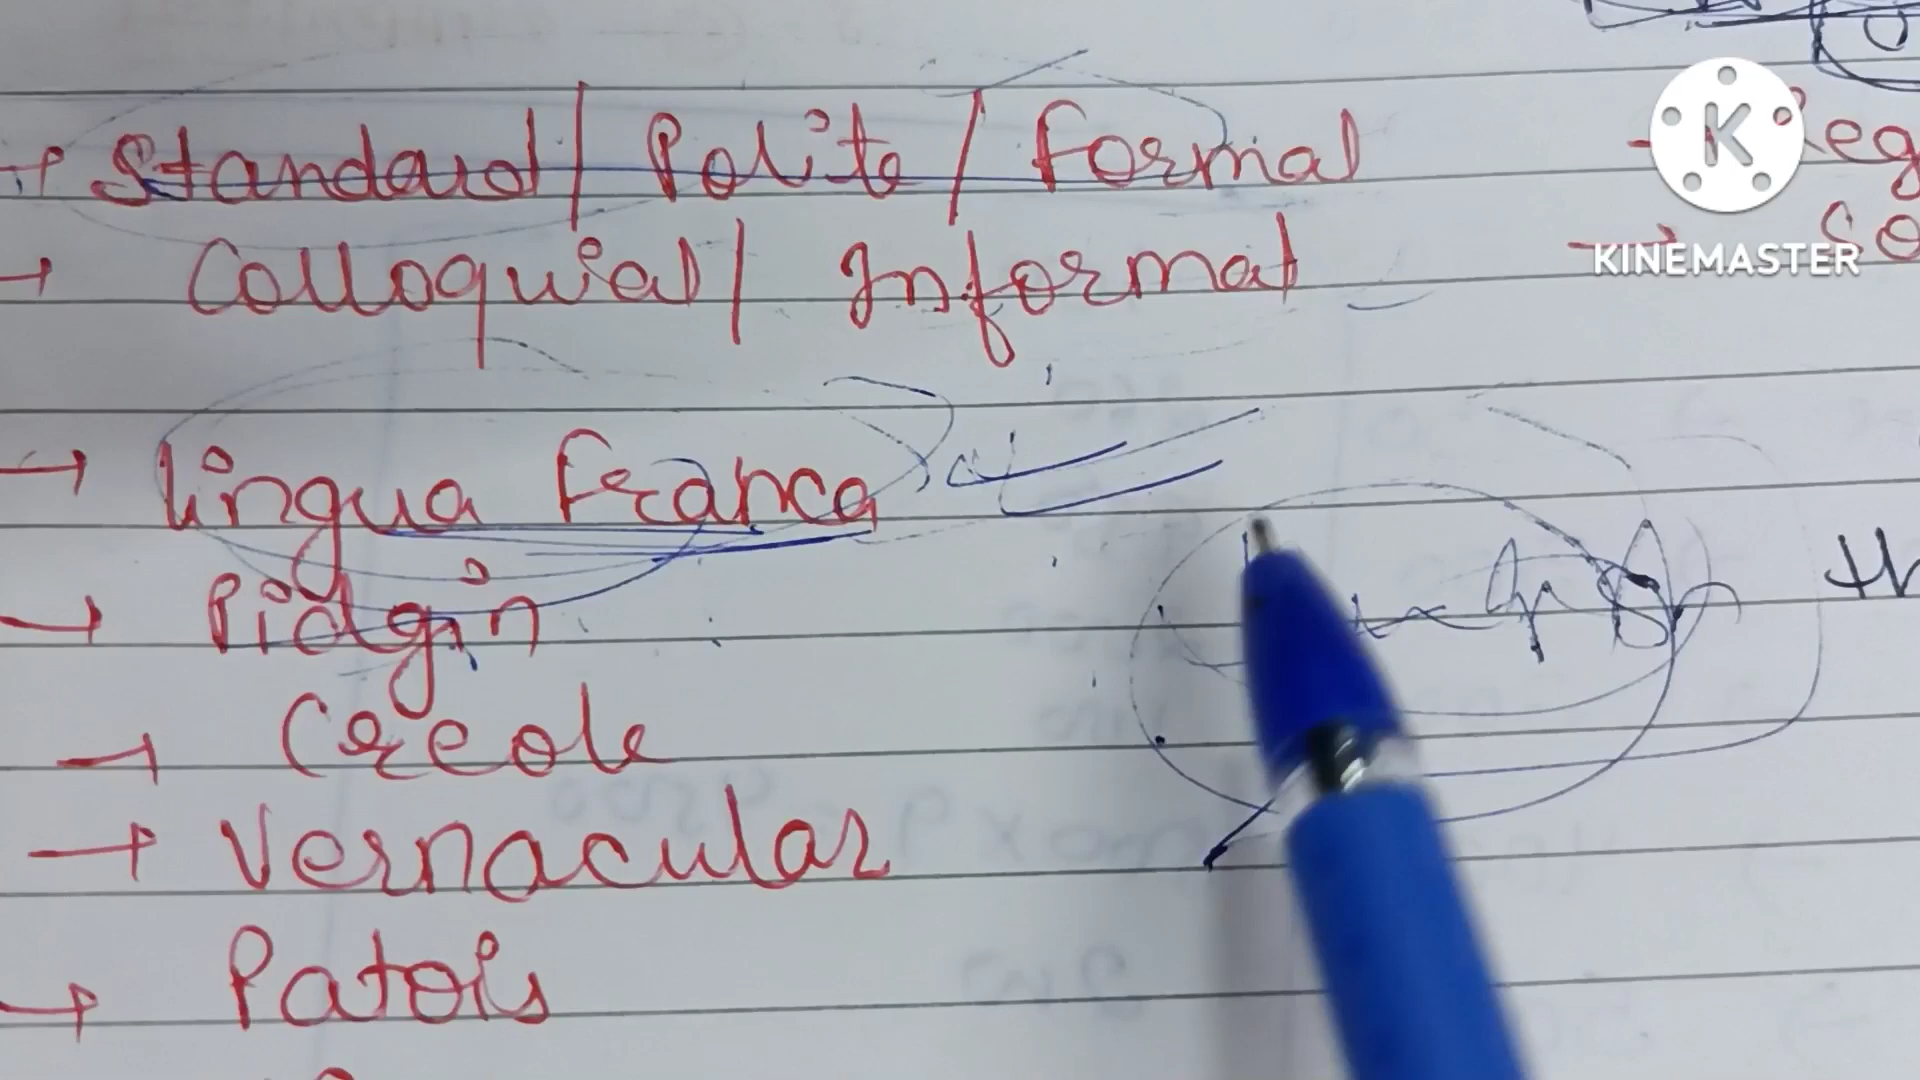 → Standard / Polite / Formal
→ Colloquial / Informal
→ lingua franca
→ Pidgin
→ Creole
→ Vernacular
→ Patois
KINEMASTER